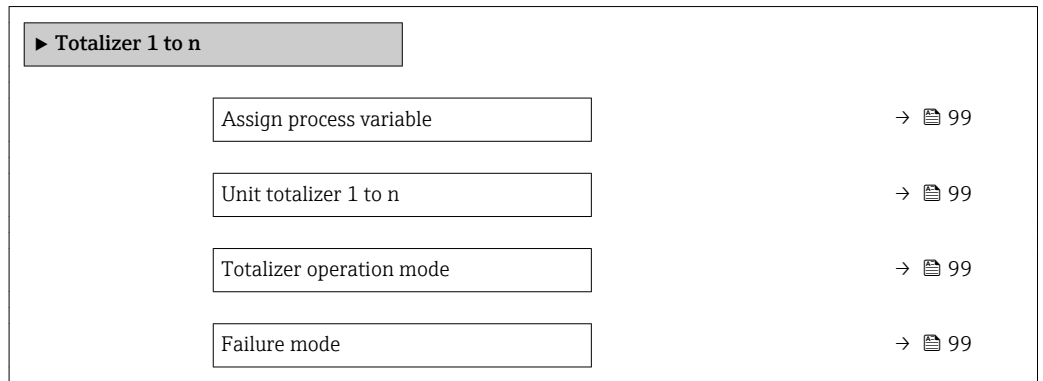 ► Totalizer 1 to n
Assign process variable → 99
Unit totalizer 1 to n → 99
Totalizer operation mode → 99
Failure mode → 99